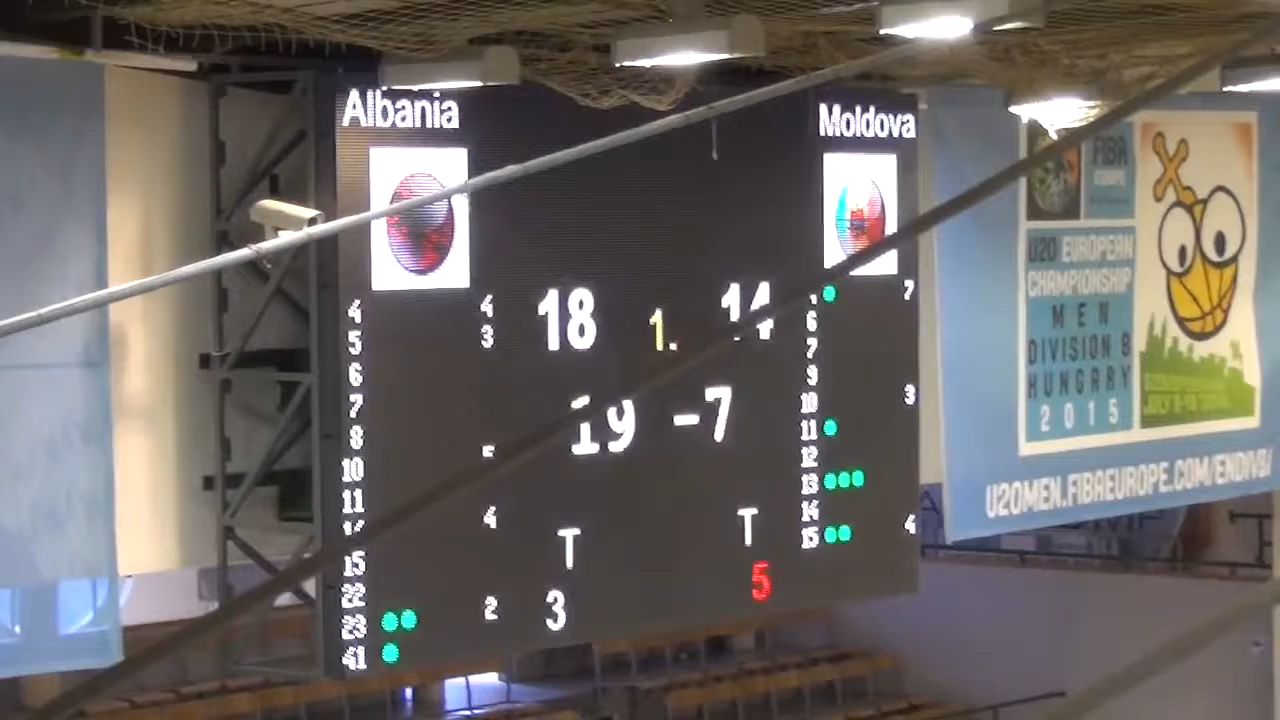 Albania
Moldova
18 1. 14
19 -7
4 4
5 3
6
7
8
10
11 4
15
22 2
23
41
7
6
7
9
10 3
11
12
13
14
15 4
T T
3 5
FIBA
EUROPE
U20 EUROPEAN
CHAMPIONSHIP
MEN
DIVISION B
HUNGRRY
2015
U20MEN.FIBAEUROPE.COM/ENDIVB/